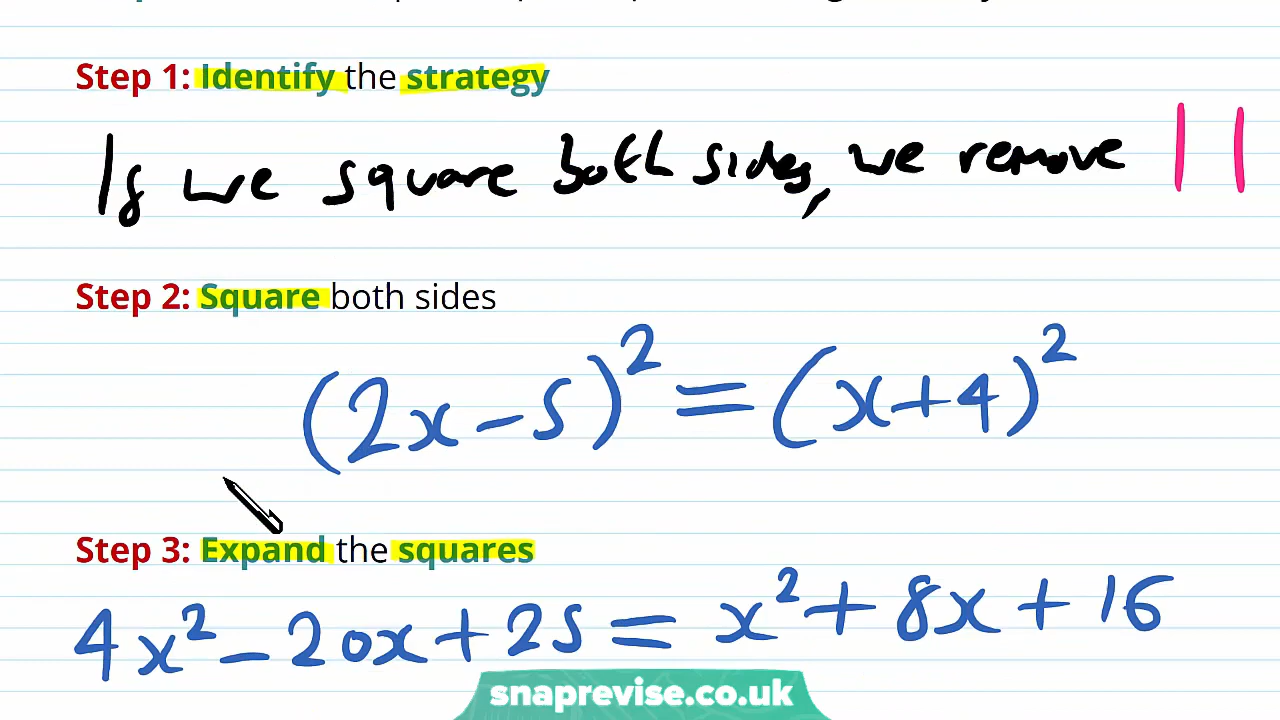 Step 1: Identify the strategy
If we square both sides, we remove | |
Step 2: Square both sides
(2x - 5)² = (x + 4)²
Step 3: Expand the squares
4x² - 20x + 25 = x² + 8x + 16
snaprevise.co.uk